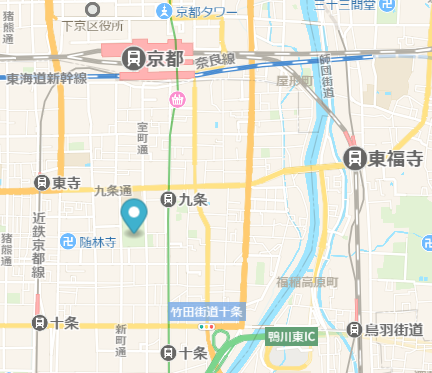 猪熊通
下京区役所
京都タワー
三十三間堂
京都
奈良線
東海道新幹線
師団街道
屋形町
室町通
東福寺
東寺
九条通
九条
近鉄京都線
猪熊通
随林寺
福稲高原町
竹田街道十条
十条
新町通
鴨川東IC
鳥羽街道
十条